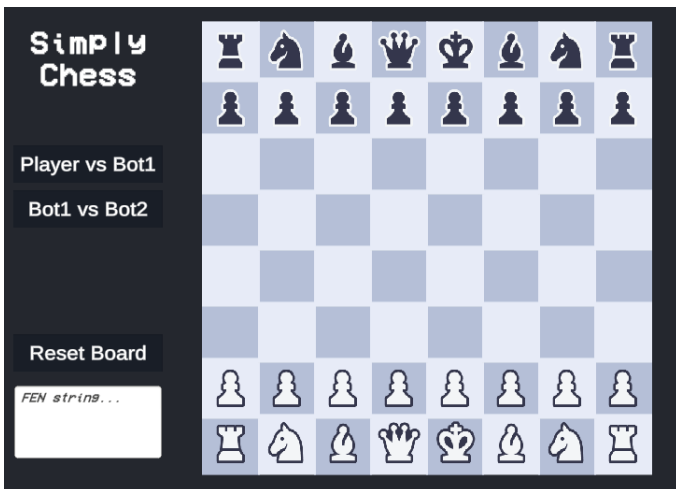 Simply
Chess
Player vs Bot1
Bot1 vs Bot2
Reset Board
FEN string...